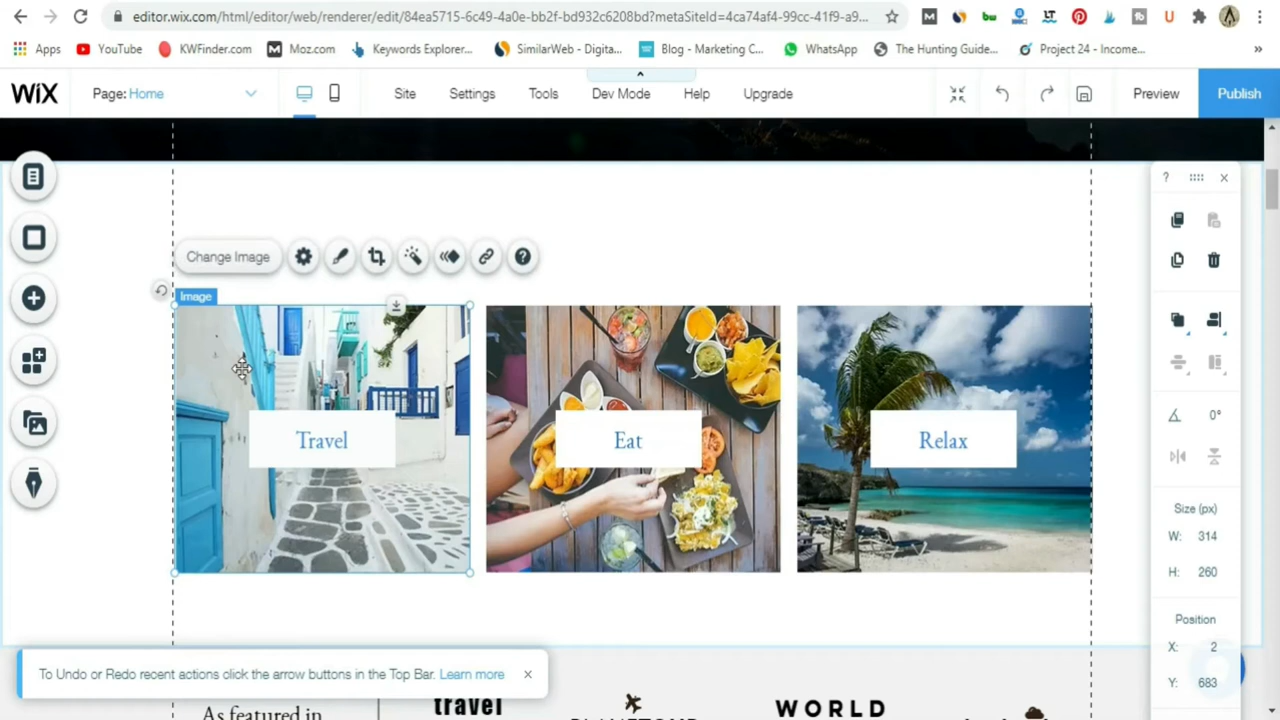 editor.wix.com/html/editor/web/renderer/edit/84ea5715-6c49-4a0e-bb2f-bd932c6208bd?metaSiteId=4ca74af4-99cc-41f9-a9...
Apps YouTube KWFinder.com Moz.com Keywords Explorer... SimilarWeb - Digita... Blog - Marketing C... WhatsApp The Hunting Guide... Project 24 - Income... »
WiX Page: Home Site Settings Tools Dev Mode Help Upgrade Preview Publish
Change Image
Image
Travel Eat Relax
0°
Size (px)
W: 314
H: 260
Position
X: 2
Y: 683
To Undo or Redo recent actions click the arrow buttons in the Top Bar. Learn more
As featured in travel WORLD